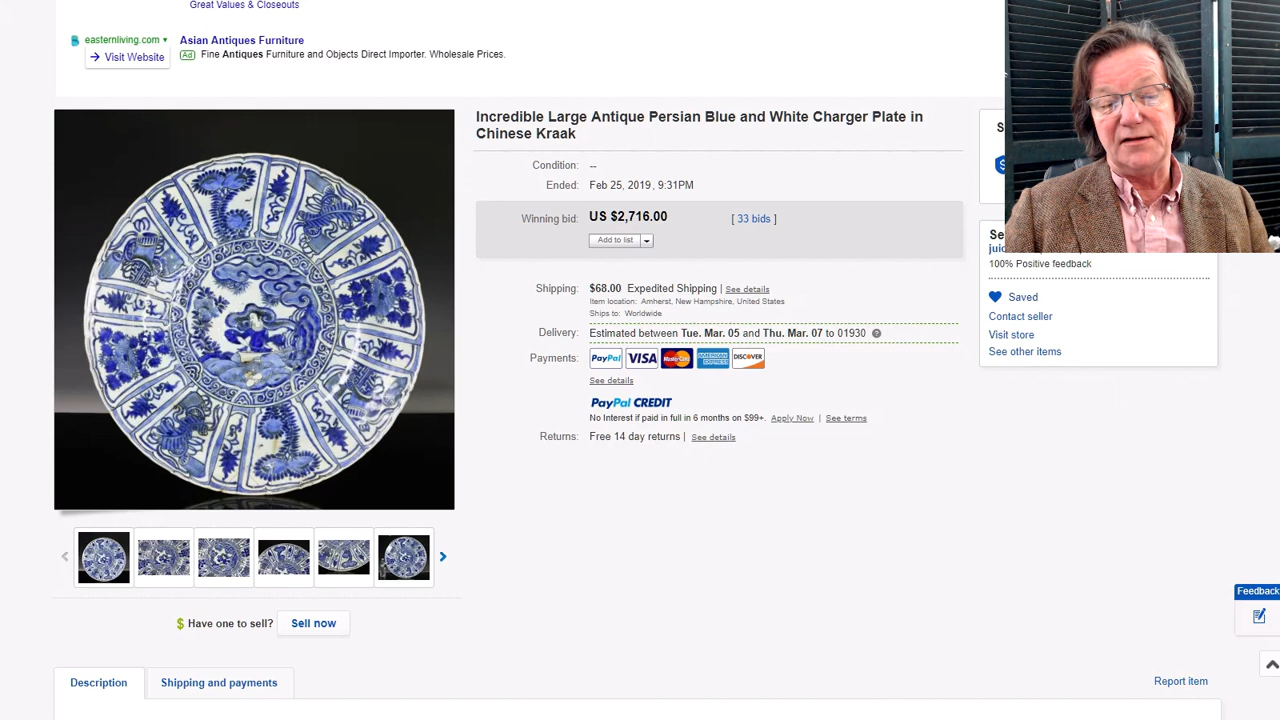 Great Values & Closeouts
easternliving.com
Asian Antiques Furniture
Visit Website
Ad Fine Antiques Furniture and Objects Direct Importer. Wholesale Prices.
Incredible Large Antique Persian Blue and White Charger Plate in
Chinese Kraak
Condition: --
Ended: Feb 25, 2019 , 9:31PM
Winning bid: US $2,716.00 [ 33 bids ]
Add to list
Shipping: $68.00 Expedited Shipping | See details
Item location: Amherst, New Hampshire, United States
Ships to: Worldwide
Delivery: Estimated between Tue. Mar. 05 and Thu. Mar. 07 to 01930
Payments: PayPal VISA MasterCard AMERICAN EXPRESS DISCOVER
See details
PayPal CREDIT
No Interest if paid in full in 6 months on $99+. Apply Now | See terms
Returns: Free 14 day returns | See details
S
Se
juic
100% Positive feedback
Saved
Contact seller
Visit store
See other items
Feedback
$ Have one to sell? Sell now
Description
Shipping and payments
Report item